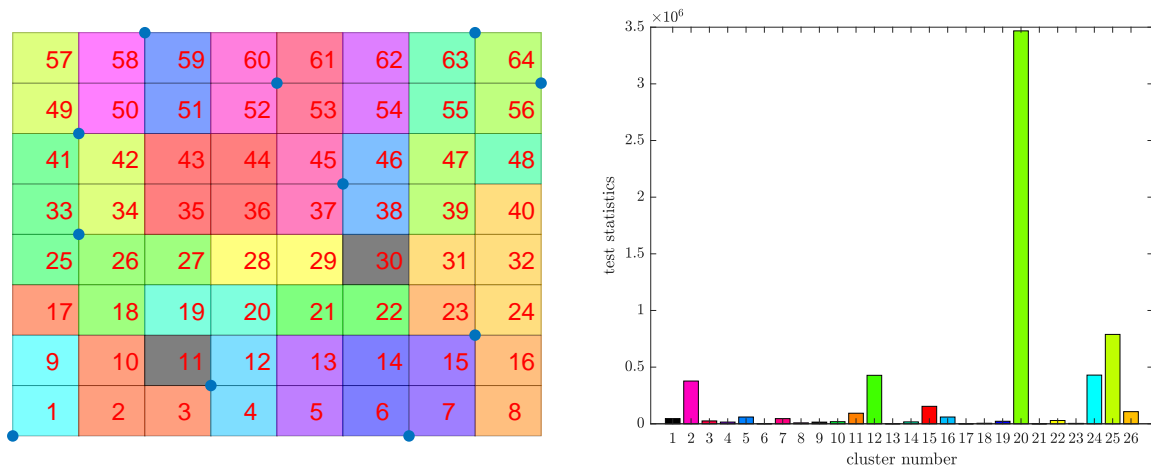 57 58 59 60 61 62 63 64
49 50 51 52 53 54 55 56
41 42 43 44 45 46 47 48
33 34 35 36 37 38 39 40
25 26 27 28 29 30 31 32
17 18 19 20 21 22 23 24
9 10 11 12 13 14 15 16
1 2 3 4 5 6 7 8
×10⁶
3.5
3
2.5
2
1.5
1
0.5
0
test statistics
1 2 3 4 5 6 7 8 9 10 11 12 13 14 15 16 17 18 19 20 21 22 23 24 25 26
cluster number